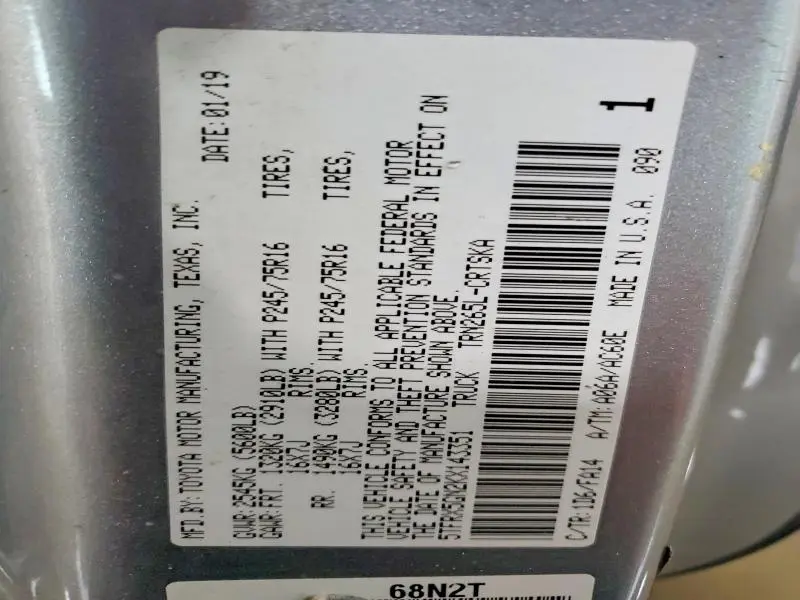 MFD.BY:TOYOTA MOTOR MANUFACTURING, TEXAS, INC. DATE:01/19
GVWR:2545KG (5600LB)
GAWR:FRT. 1320KG (2910LB) WITH P245/75R16 TIRES,
16X7J RIMS.
RR. 1490KG (3280LB) WITH P245/75R16 TIRES,
16X7J RIMS.
THIS VEHICLE CONFORMS TO ALL APPLICABLE FEDERAL MOTOR
VEHICLE SAFETY AND THEFT PREVENTION STANDARDS IN EFFECT ON
THE DATE OF MANUFACTURE SHOWN ABOVE.
5TFRX5GN2KX143351 TRUCK TRN265L-CRTSKA
C/TR:1D6/FA14 A/TM:A06A/AC60E MADE IN U.S.A. 090 1
68N2T